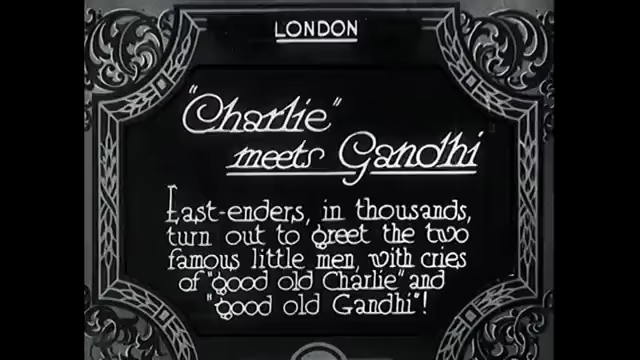 LONDON
"Charlie"
meets Gandhi
East-enders, in thousands,
turn out to greet the two
famous little men, with cries
of "good old Charlie" and
"good old Gandhi"!